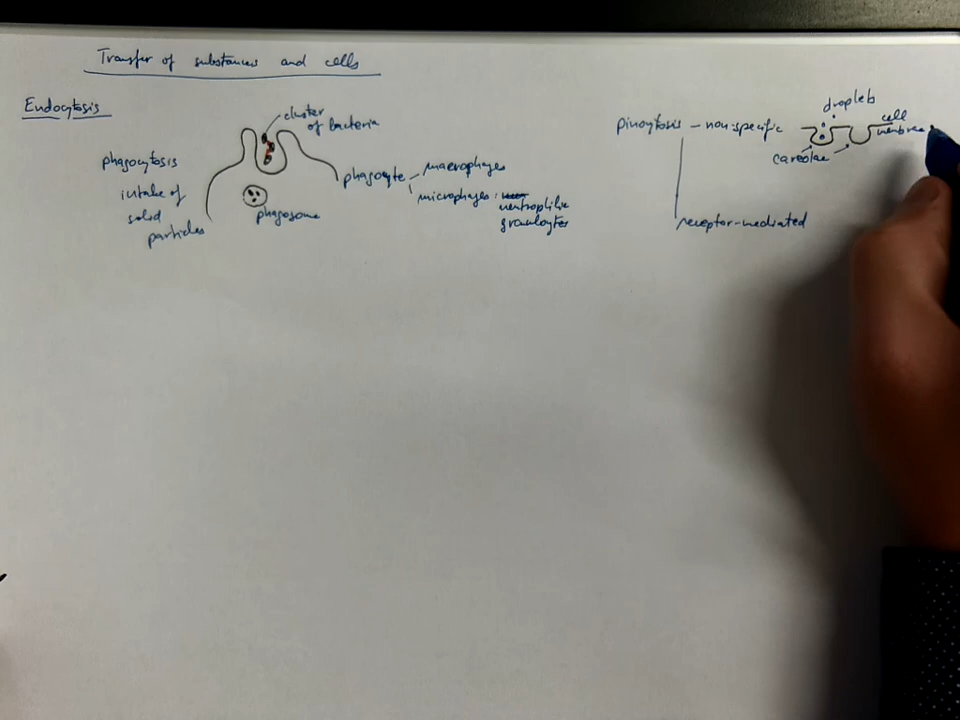 Transfer of substances and cells
Endocytosis
cluster
of bacteria
phagocytosis
intake of
solid
particles
phagosome
phagocyte
macrophages
microphages:
neutrophilic
granulocytes
pinocytosis - non-specific
droplets
cell
membrane
caveolae
receptor-mediated